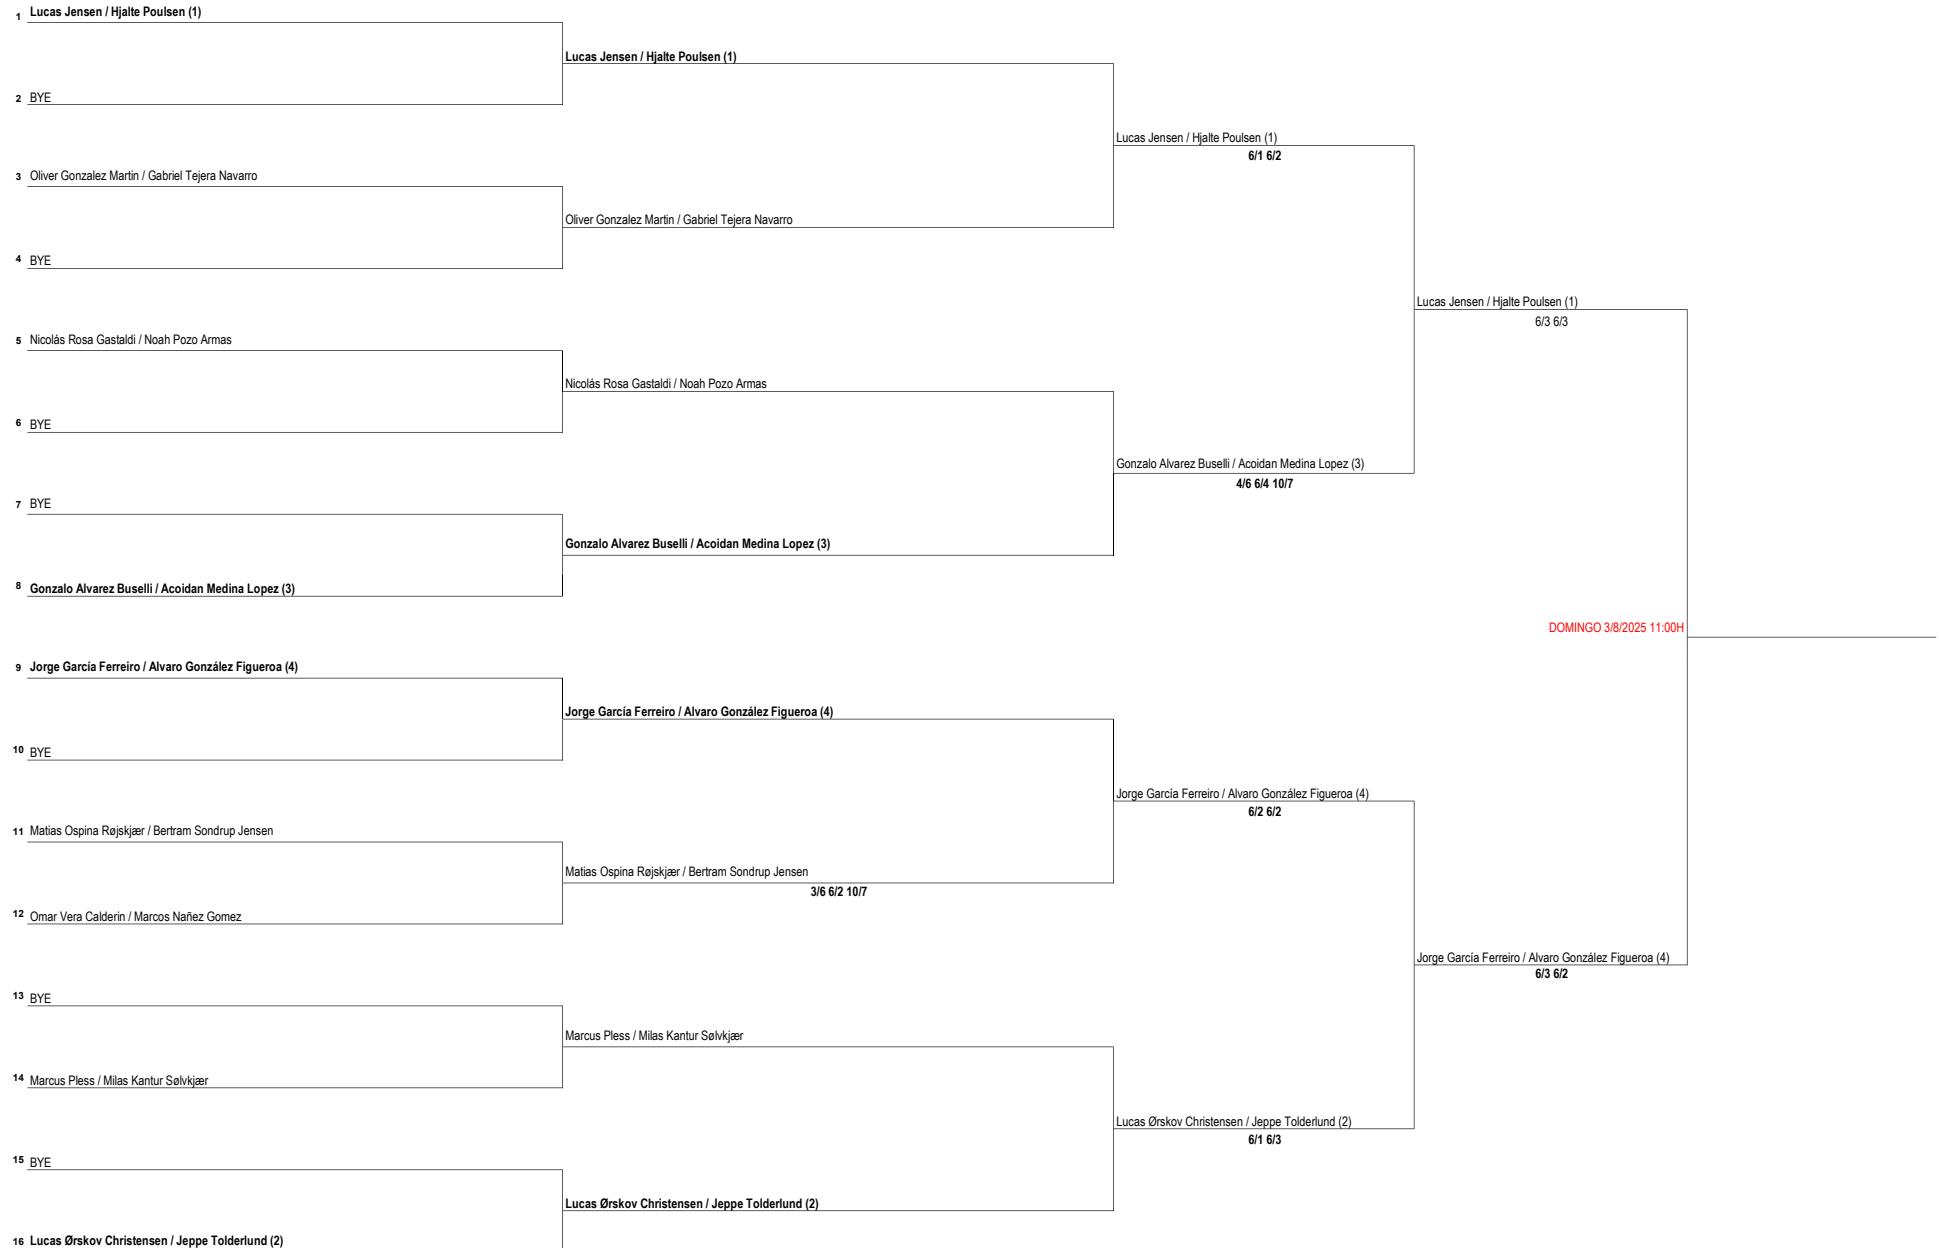 1 Lucas Jensen / Hjalte Poulsen (1)
Lucas Jensen / Hjalte Poulsen (1)
2 BYE
Lucas Jensen / Hjalte Poulsen (1)
6/1 6/2
3 Oliver Gonzalez Martin / Gabriel Tejera Navarro
Oliver Gonzalez Martin / Gabriel Tejera Navarro
4 BYE
Lucas Jensen / Hjalte Poulsen (1)
6/3 6/3
5 Nicolás Rosa Gastaldi / Noah Pozo Armas
Nicolás Rosa Gastaldi / Noah Pozo Armas
6 BYE
Gonzalo Alvarez Buselli / Acoidan Medina Lopez (3)
4/6 6/4 10/7
7 BYE
Gonzalo Alvarez Buselli / Acoidan Medina Lopez (3)
8 Gonzalo Alvarez Buselli / Acoidan Medina Lopez (3)
DOMINGO 3/8/2025 11:00H
9 Jorge García Ferreiro / Alvaro González Figueroa (4)
Jorge García Ferreiro / Alvaro González Figueroa (4)
10 BYE
Jorge García Ferreiro / Alvaro González Figueroa (4)
6/2 6/2
11 Matias Ospina Røjskjær / Bertram Sondrup Jensen
Matias Ospina Røjskjær / Bertram Sondrup Jensen
3/6 6/2 10/7
12 Omar Vera Calderin / Marcos Nañez Gomez
Jorge García Ferreiro / Alvaro González Figueroa (4)
6/3 6/2
13 BYE
Marcus Pless / Milas Kantur Sølvkjær
14 Marcus Pless / Milas Kantur Sølvkjær
Lucas Ørskov Christensen / Jeppe Tolderlund (2)
6/1 6/3
15 BYE
Lucas Ørskov Christensen / Jeppe Tolderlund (2)
16 Lucas Ørskov Christensen / Jeppe Tolderlund (2)